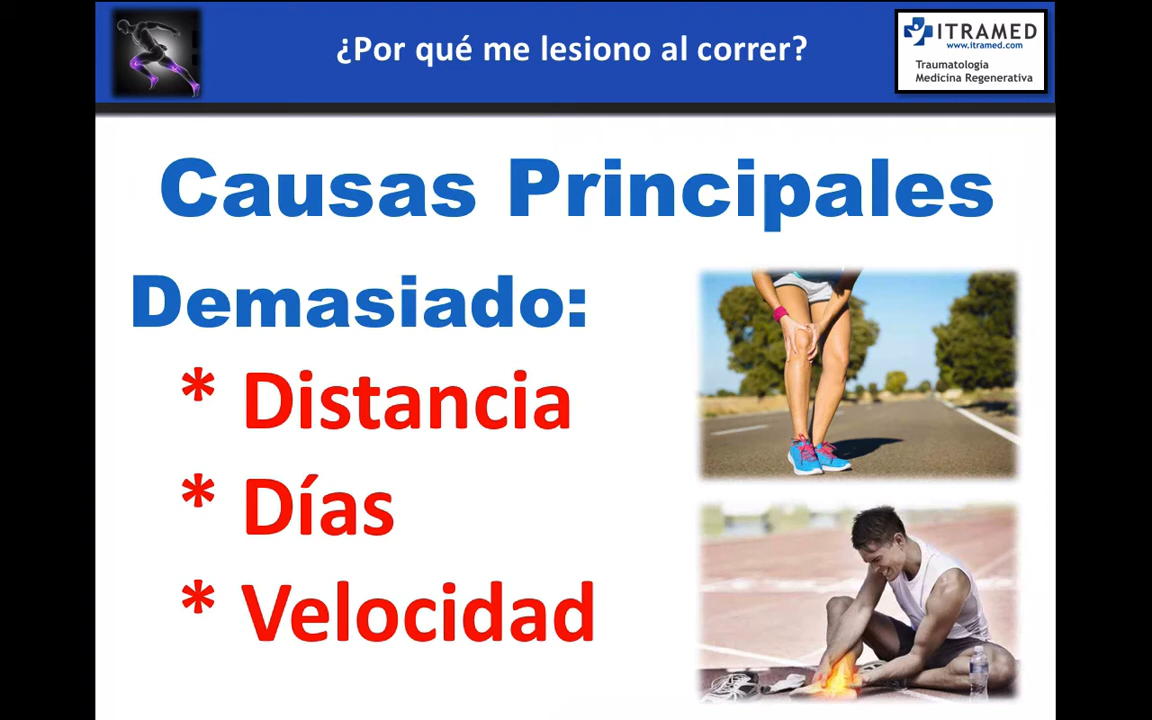 ¿Por qué me lesiono al correr?
ITRAMED
www.itramed.com
Traumatología
Medicina Regenerativa
Causas Principales
Demasiado:
* Distancia
* Días
* Velocidad